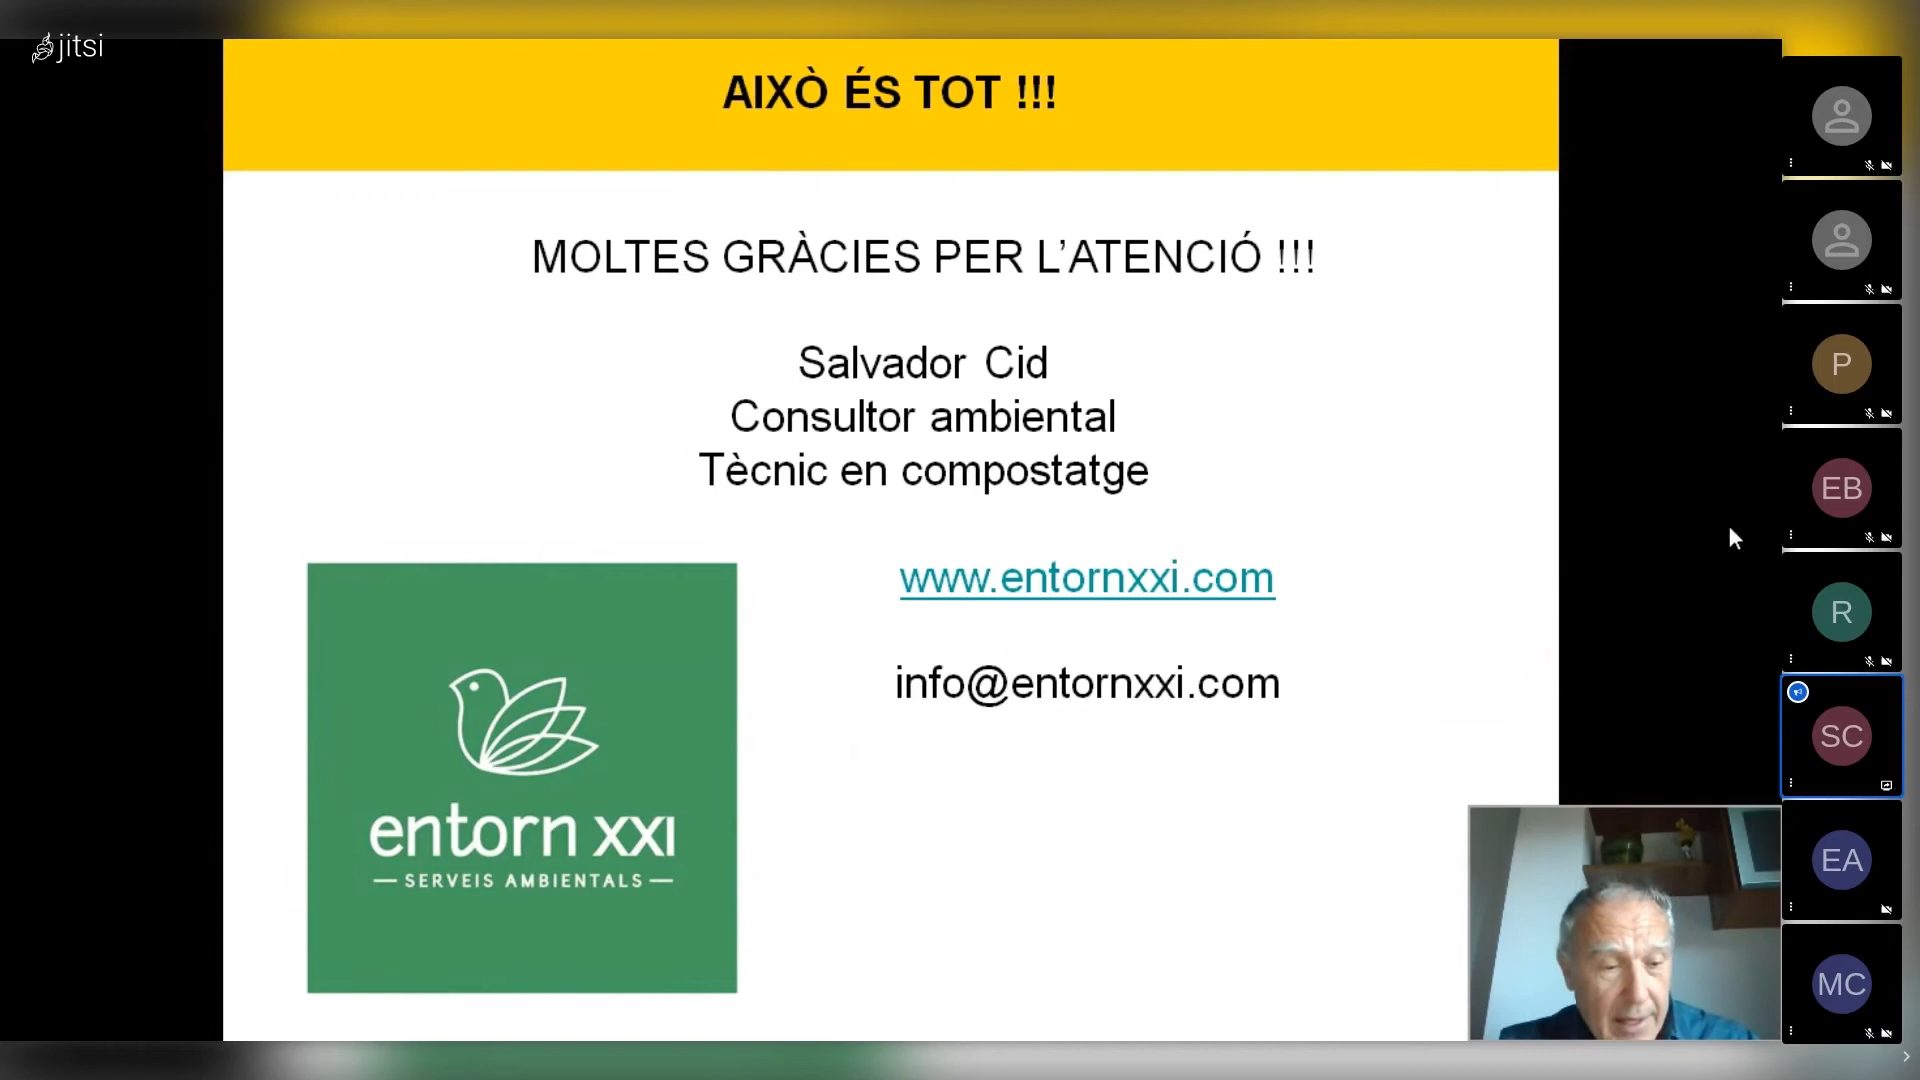 jitsi
AIXÒ ÉS TOT !!!
MOLTES GRÀCIES PER L’ATENCIÓ !!!
Salvador Cid
Consultor ambiental
Tècnic en compostatge
www.entornxxi.com
info@entornxxi.com
entorn xxi
SERVEIS AMBIENTALS
P
EB
R
SC
EA
MC